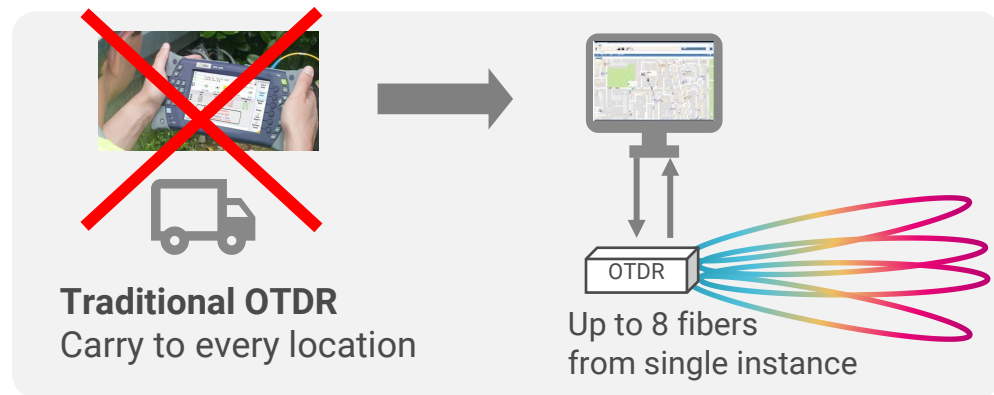 Traditional OTDR
Carry to every location
OTDR
Up to 8 fibers
from single instance